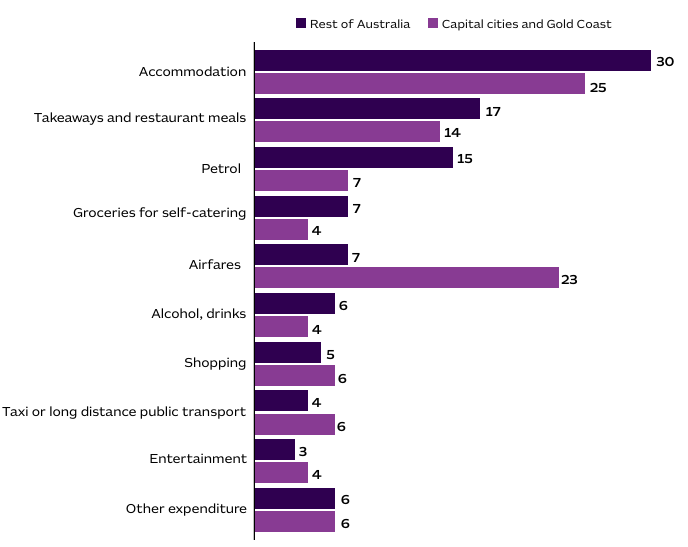 Rest of Australia Capital cities and Gold Coast
Accommodation 30
25
Takeaways and restaurant meals 17
14
Petrol 15
7
Groceries for self-catering 7
4
Airfares 7
23
Alcohol, drinks 6
4
Shopping 5
6
Taxi or long distance public transport 4
6
Entertainment 3
4
Other expenditure 6
6